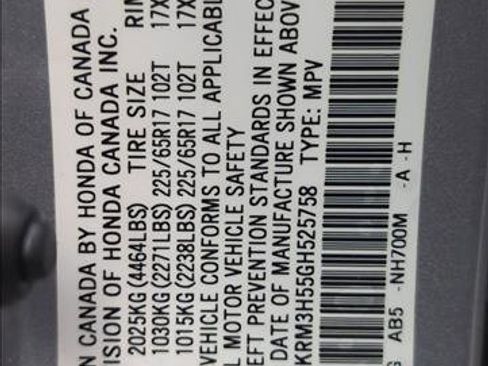 N CANADA BY HONDA OF CANADA
ISION OF HONDA CANADA INC.
2025KG(4464LBS) TIRE SIZE RIN
1030KG(2271LBS) 225/65R17 102T 17X
1015KG(2238LBS) 225/65R17 102T 17X
VEHICLE CONFORMS TO ALL APPLICABL
L MOTOR VEHICLE SAFETY
EFT PREVENTION STANDARDS IN EFFEC
DATE OF MANUFACTURE SHOWN ABOV
KRM3H55GH525758 TYPE: MPV
G AB5 -NH700M -A -H